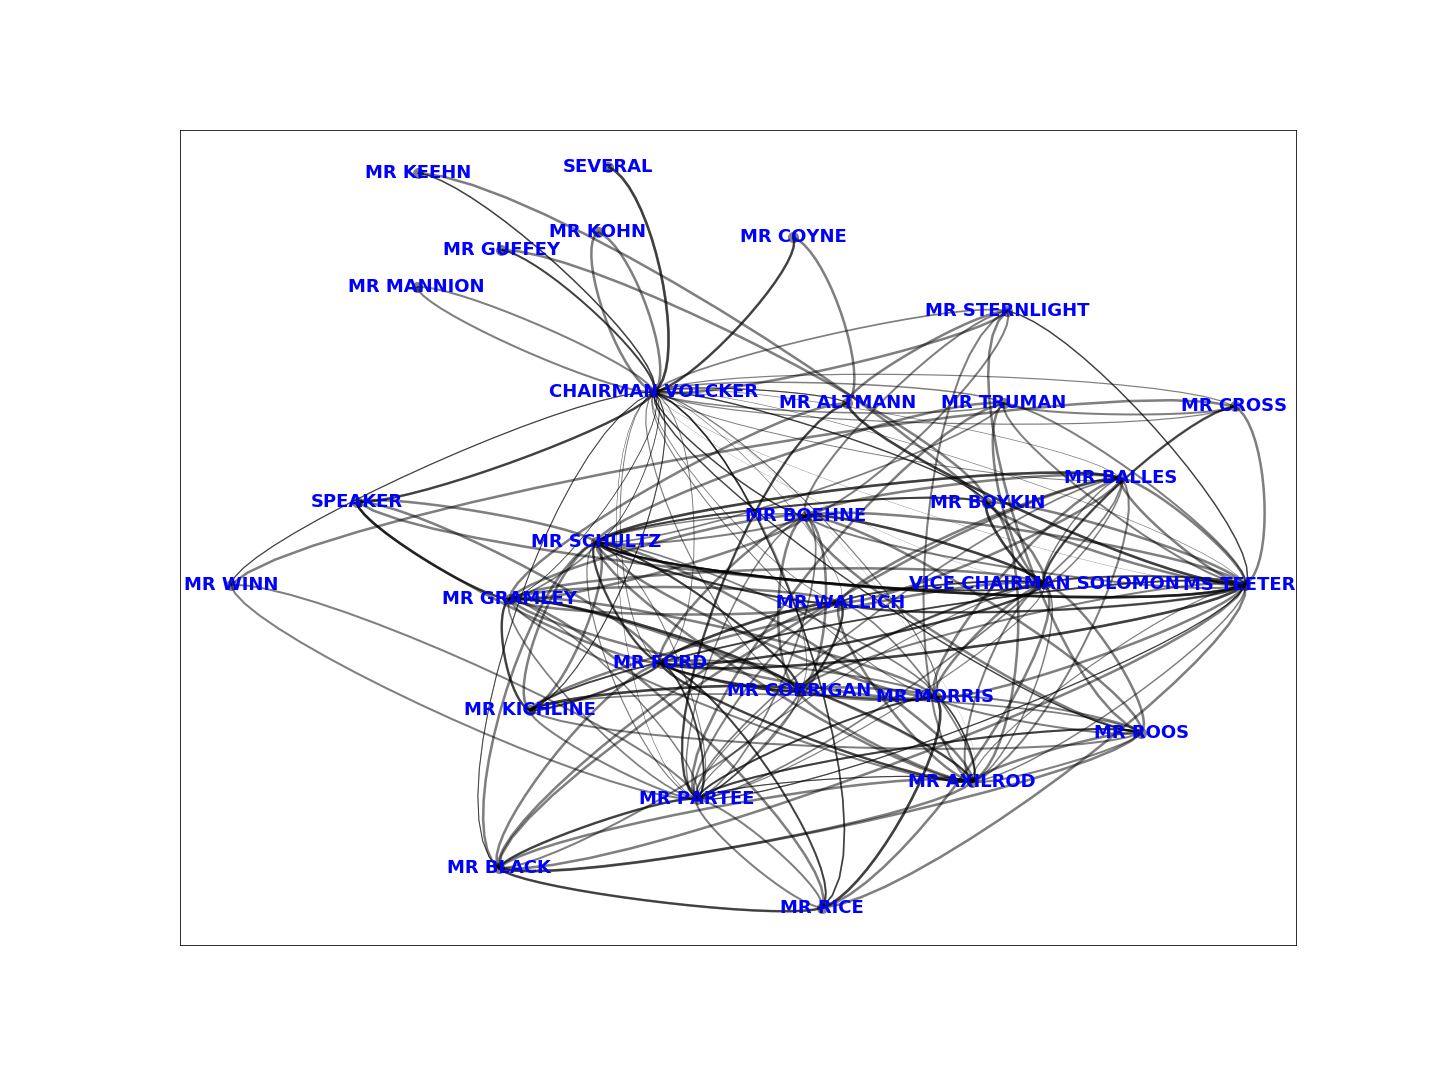 SEVERAL
MR KEEHN
MR KOHN
MR COYNE
MR GUFFEY
MR MANNION
MR STERNLIGHT
CHAIRMAN VOLCKER
MR ALTMANN
MR TRUMAN
MR CROSS
MR BALLES
SPEAKER
MR BOYKIN
MR BOEHNE
MR SCHULTZ
MR WINN
VICE CHAIRMAN SOLOMON
MS TEETER
MR GRAMLEY
MR WALLICH
MR FORD
MR CORRIGAN
MR MORRIS
MR KICHLINE
MR ROOS
MR AXILROD
MR PARTEE
MR BLACK
MR RICE